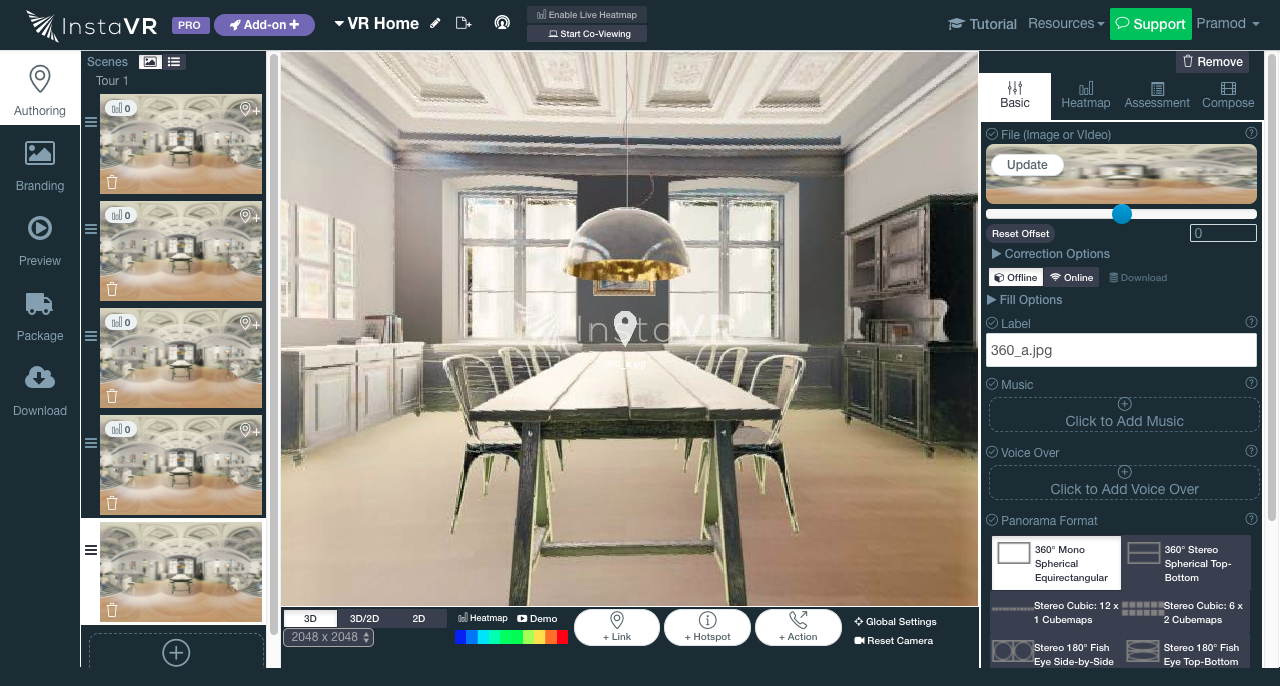 InstaVR PRO Add-on + VR Home Enable Live Heatmap Tutorial Resources Support Pramod
Start Co-Viewing
Authoring
Branding
Preview
Package
Download
Scenes
Tour 1
0
0
0
0
InstaVR
360_a.jpg
3D 3D/2D 2D
2048 x 2048
Heatmap Demo
+ Link
+ Hotspot
+ Action
Global Settings
Reset Camera
Remove
Basic Heatmap Assessment Compose
File (Image or VIdeo)
Update
Reset Offset 0
Correction Options
Offline Online Download
Fill Options
Label
360_a.jpg
Music
Click to Add Music
Voice Over
Click to Add Voice Over
Panorama Format
360° Mono
Spherical
Equirectangular
360° Stereo
Spherical Top-
Bottom
Stereo Cubic: 12 x
1 Cubemaps
Stereo Cubic: 6 x
2 Cubemaps
Stereo 180° Fish
Eye Side-by-Side
Stereo 180° Fish
Eye Top-Bottom